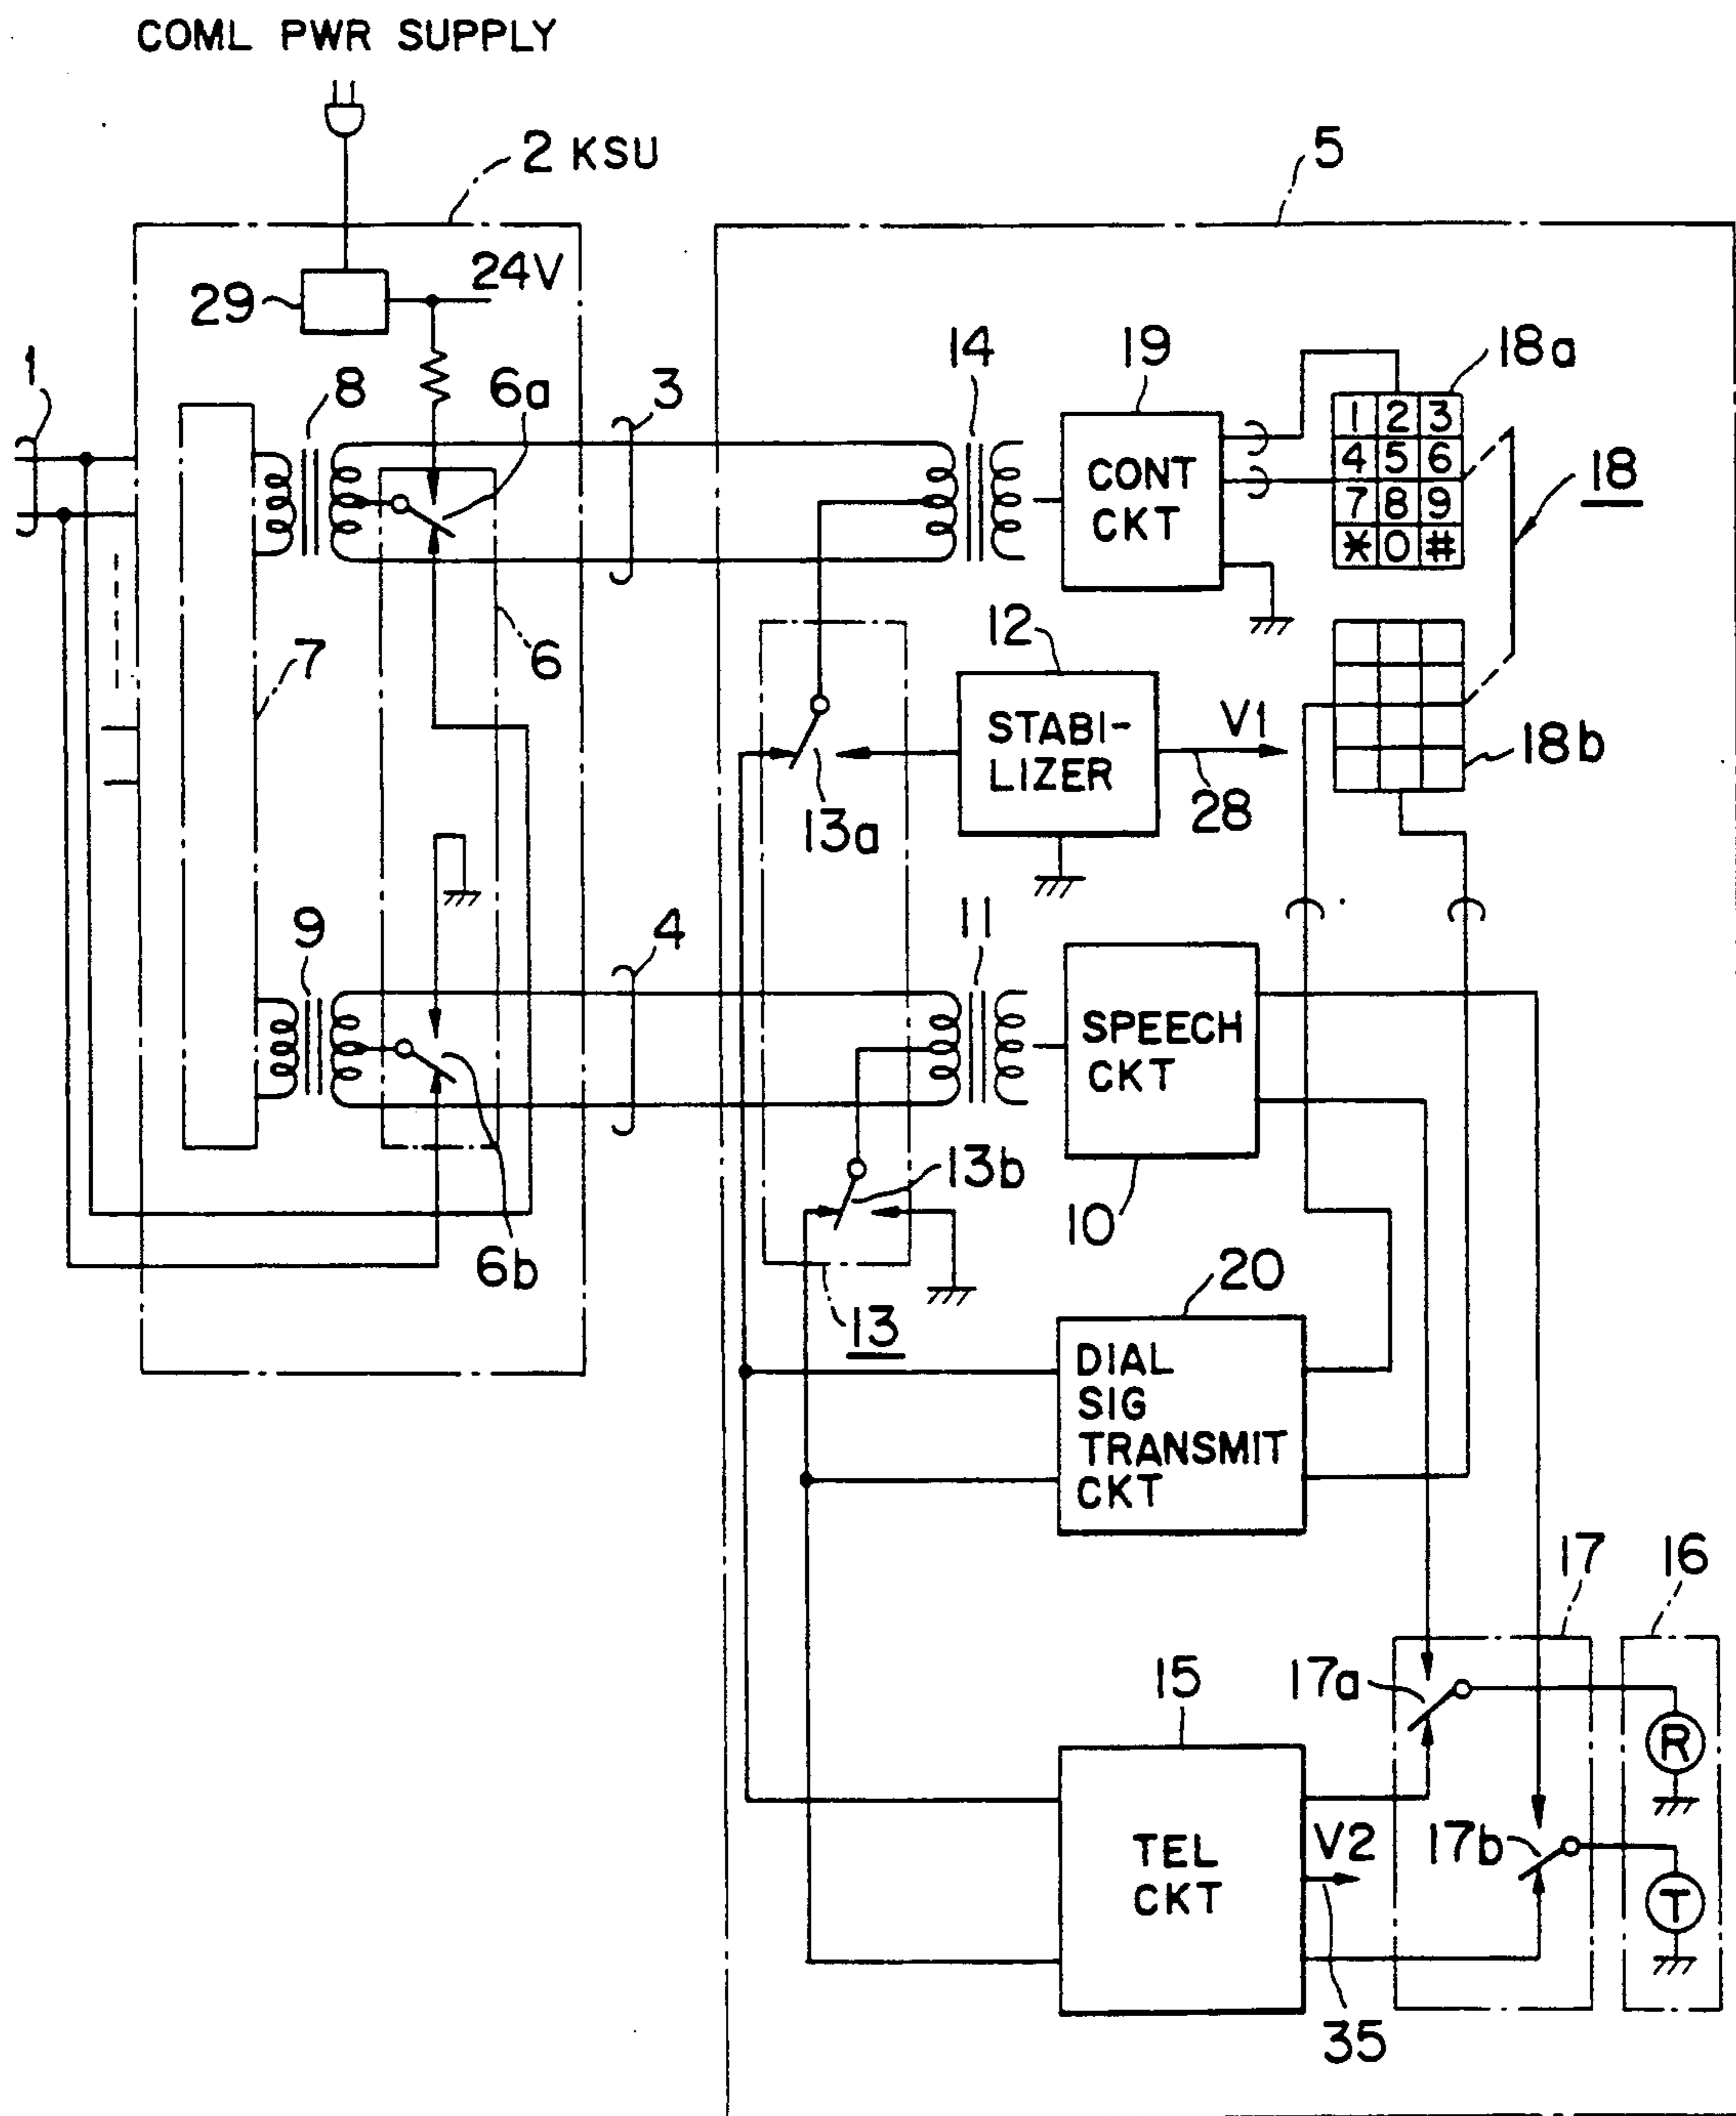 COML PWR SUPPLY
2 KSU
5
24V
29
1
8
6a
3
14
19
18a
1 2 3
4 5 6
7 8 9
* 0 #
CONT
CKT
18
6
7
12
STABI-
LIZER
V1
28
18b
13a
9
4
11
SPEECH
CKT
10
13b
6b
13
20
DIAL
SIG
TRANSMIT
CKT
17
16
15
17a
R
TEL
CKT
V2
17b
T
35